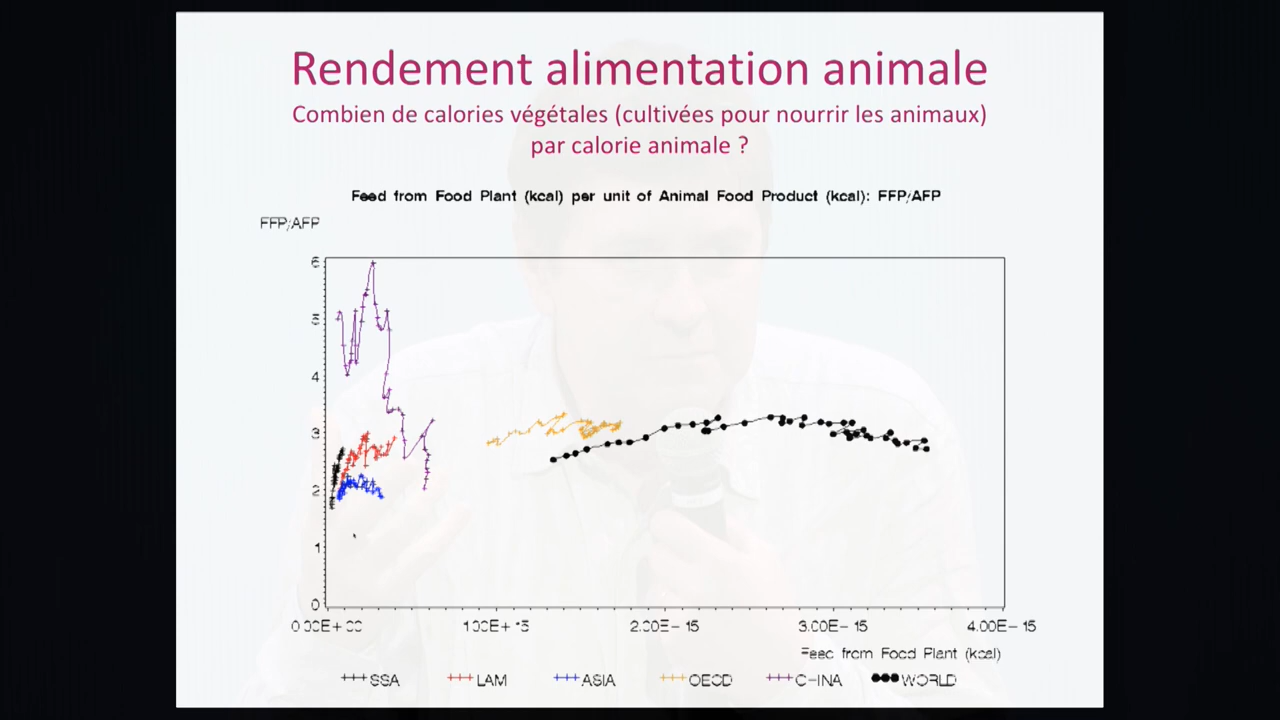 Rendement alimentation animale
Combien de calories végétales (cultivées pour nourrir les animaux)
par calorie animale ?
Feed from Food Plant (kcal) per unit of Animal Food Product (kcal): FFP/AFP
FFP/AFP
6
5
4
3
2
1
0
0.00E+00 1.00E+15 2.00E-15 3.00E-15 4.00E-15
Feed from Food Plant (kcal)
SSA LAM ASIA OECD CHINA WORLD